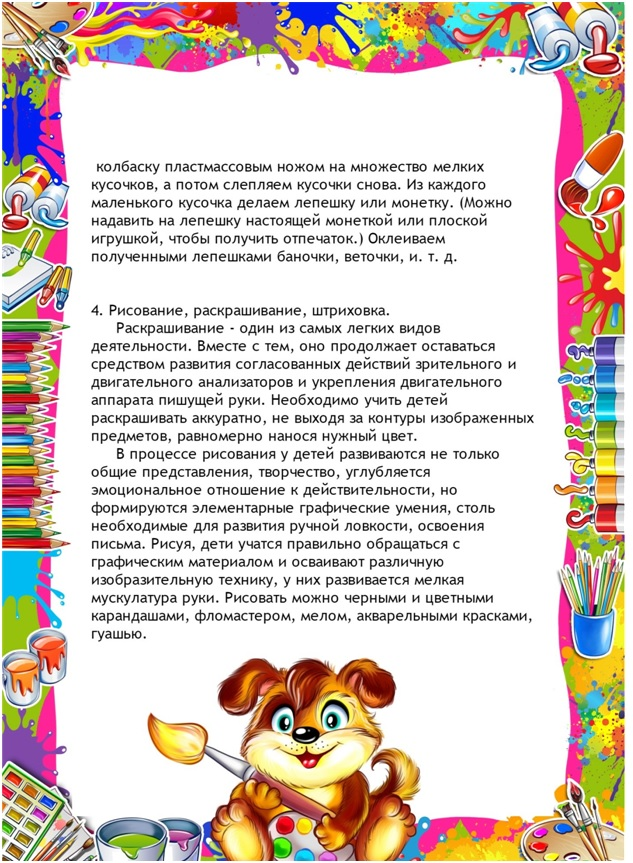 колбаску пластмассовым ножом на множество мелких
кусочков, а потом слепляем кусочки снова. Из каждого
маленького кусочка делаем лепешку или монетку. (Можно
надавить на лепешку настоящей монеткой или плоской
игрушкой, чтобы получить отпечаток.) Оклеиваем
полученными лепешками баночки, веточки, и. т. д.
4. Рисование, раскрашивание, штриховка.
Раскрашивание - один из самых легких видов
деятельности. Вместе с тем, оно продолжает оставаться
средством развития согласованных действий зрительного и
двигательного анализаторов и укрепления двигательного
аппарата пишущей руки. Необходимо учить детей
раскрашивать аккуратно, не выходя за контуры изображенных
предметов, равномерно нанося нужный цвет.
В процессе рисования у детей развиваются не только
общие представления, творчество, углубляется
эмоциональное отношение к действительности, но
формируются элементарные графические умения, столь
необходимые для развития ручной ловкости, освоения
письма. Рисуя, дети учатся правильно обращаться с
графическим материалом и осваивают различную
изобразительную технику, у них развивается мелкая
мускулатура руки. Рисовать можно черными и цветными
карандашами, фломастером, мелом, акварельными красками,
гуашью.